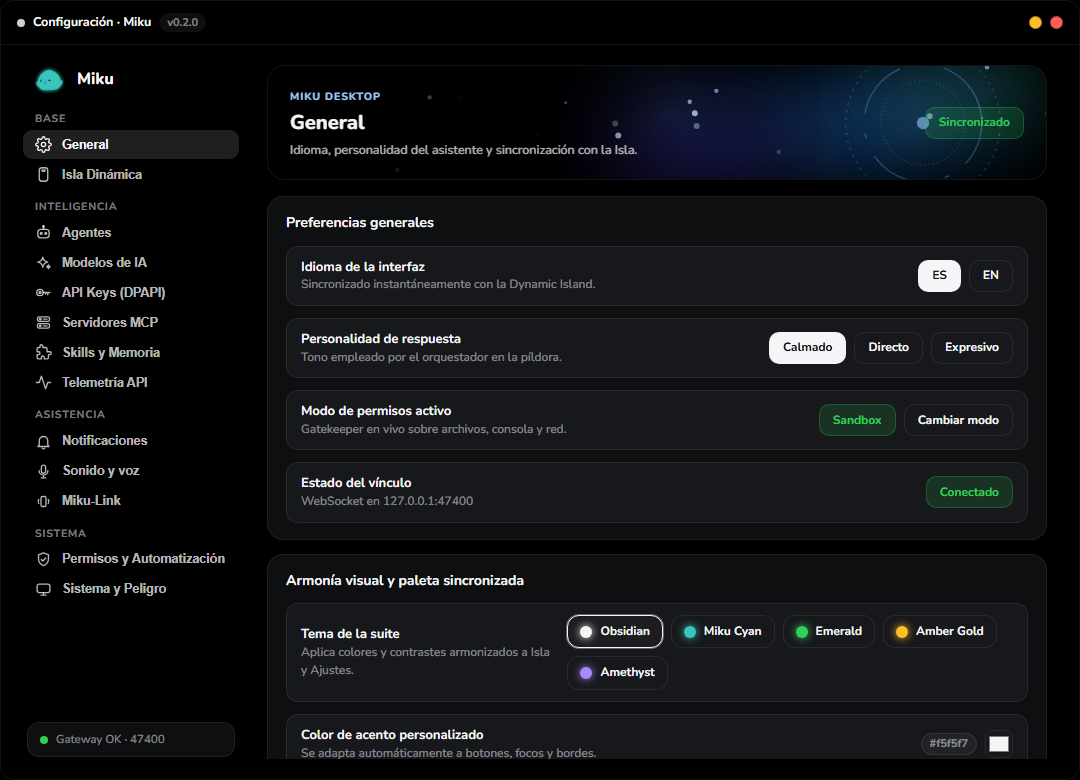 Configuración · Miku v0.2.0
Miku
BASE
General
Isla Dinámica
INTELIGENCIA
Agentes
Modelos de IA
API Keys (DPAPI)
Servidores MCP
Skills y Memoria
Telemetría API
ASISTENCIA
Notificaciones
Sonido y voz
Miku-Link
SISTEMA
Permisos y Automatización
Sistema y Peligro
Gateway OK · 47400
MIKU DESKTOP
General
Idioma, personalidad del asistente y sincronización con la Isla.
Sincronizado
Preferencias generales
Idioma de la interfaz
Sincronizado instantáneamente con la Dynamic Island.
ES EN
Personalidad de respuesta
Tono empleado por el orquestador en la píldora.
Calmado Directo Expresivo
Modo de permisos activo
Gatekeeper en vivo sobre archivos, consola y red.
Sandbox Cambiar modo
Estado del vínculo
WebSocket en 127.0.0.1:47400
Conectado
Armonía visual y paleta sincronizada
Tema de la suite
Aplica colores y contrastes armonizados a Isla
y Ajustes.
Obsidian Miku Cyan Emerald Amber Gold
Amethyst
Color de acento personalizado
Se adapta automáticamente a botones, focos y bordes.
#f5f5f7